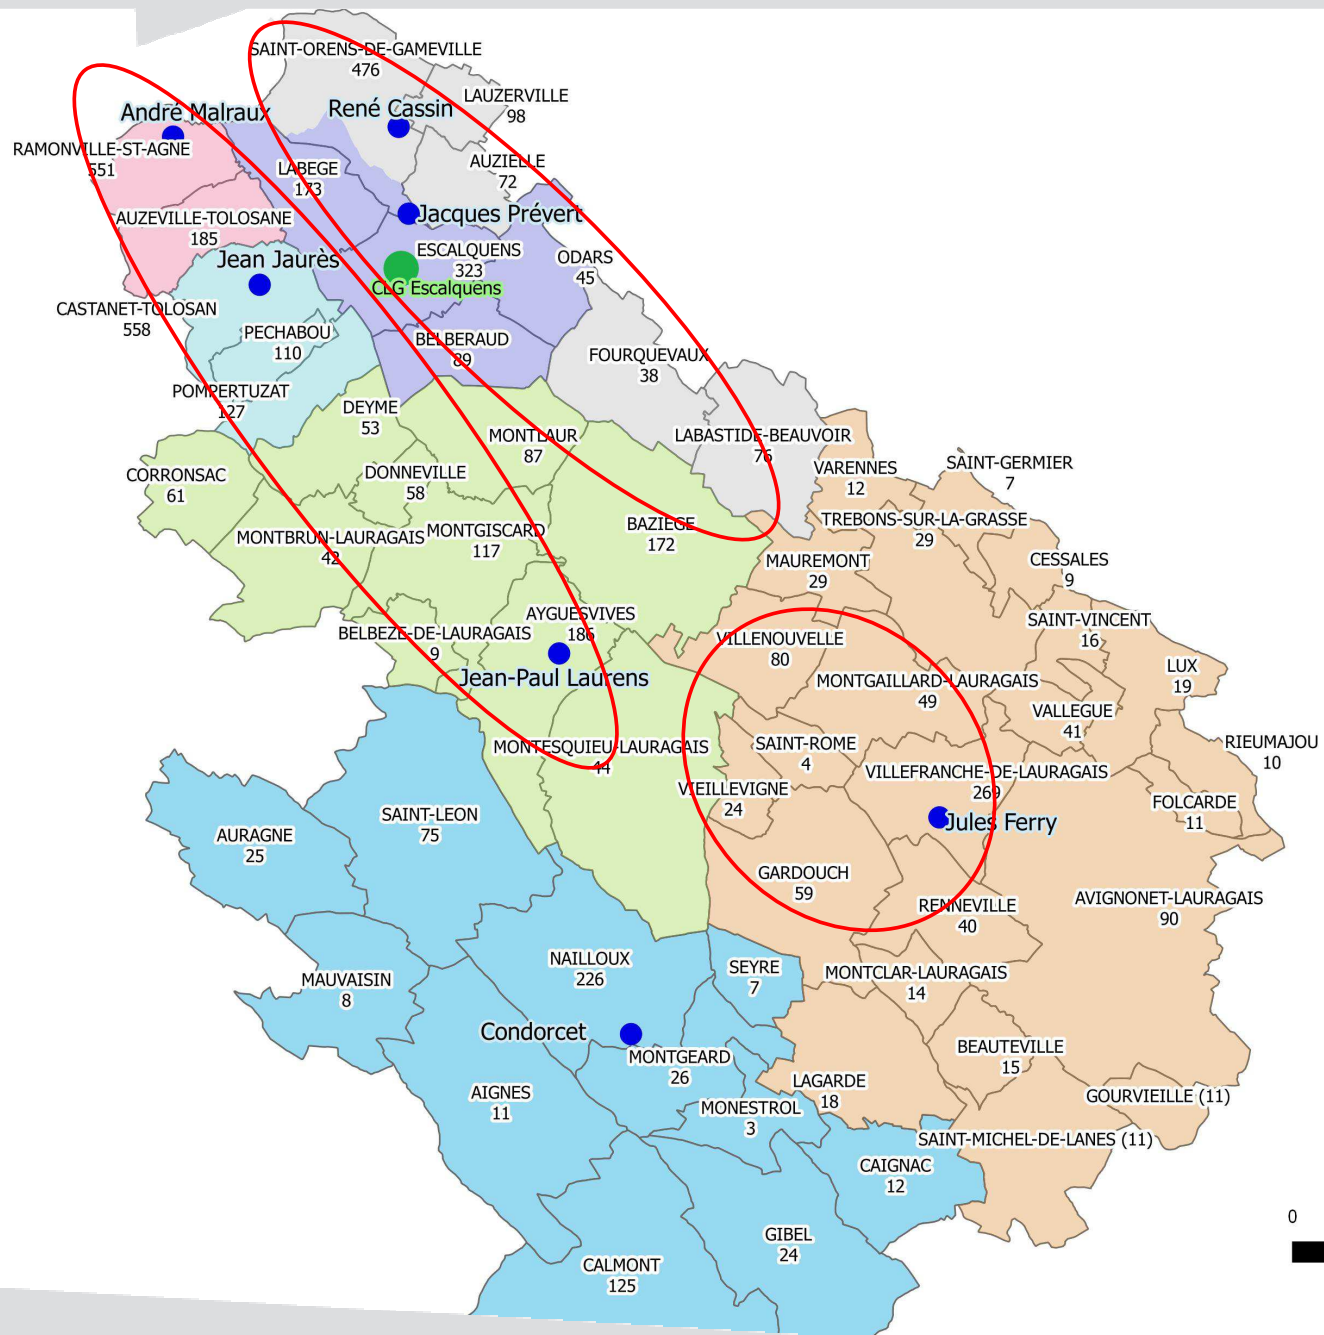 SAINT-ORENS-DE-GAMEVILLE
476
LAUZERVILLE
98
André Malraux
René Cassin
RAMONVILLE-ST-AGNE
551
LABEGE
173
AUZIELLE
72
AUZEVILLE-TOLOSANE
185
Jacques Prévert
Jean Jaurès
ESCALQUENS
323
ODARS
45
CLG Escalquens
CASTANET-TOLOSAN
558
PECHABOU
110
BELBERAUD
89
FOURQUEVAUX
38
POMPERTUZAT
127
DEYME
53
MONTLAUR
87
LABASTIDE-BEAUVOIR
76
CORRONSAC
61
DONNEVILLE
58
VARENNES
12
SAINT-GERMIER
7
MONTBRUN-LAURAGAIS
42
MONTGISCARD
117
BAZIEGE
172
TREBONS-SUR-LA-GRASSE
29
MAUREMONT
29
CESSALES
9
AYGUESVIVES
186
BELBEZE-DE-LAURAGAIS
9
VILLENOUVELLE
80
SAINT-VINCENT
16
Jean-Paul Laurens
MONTGAILLARD-LAURAGAIS
49
LUX
19
VALLEGUE
41
MONTESQUIEU-LAURAGAIS
44
SAINT-ROME
4
RIEUMAJOU
10
VILLEFRANCHE-DE-LAURAGAIS
269
VIEILLEVIGNE
24
FOLCARDE
11
SAINT-LEON
75
AURAGNE
25
Jules Ferry
GARDOUCH
59
RENNEVILLE
40
AVIGNONET-LAURAGAIS
90
NAILLOUX
226
SEYRE
7
MONTCLAR-LAURAGAIS
14
MAUVAISIN
8
Condorcet
MONTGEARD
26
BEAUTEVILLE
15
AIGNES
11
LAGARDE
18
GOURVIEILLE (11)
MONESTROL
3
SAINT-MICHEL-DE-LANES (11)
CAIGNAC
12
GIBEL
24
CALMONT
125
0